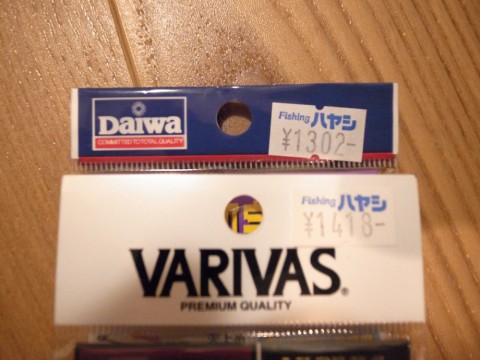 Daiwa
COMMITTED TO TOTAL QUALITY
Fishing ハヤシ
¥1302-
Fishing ハヤシ
¥1418-
VARIVAS®
PREMIUM QUALITY